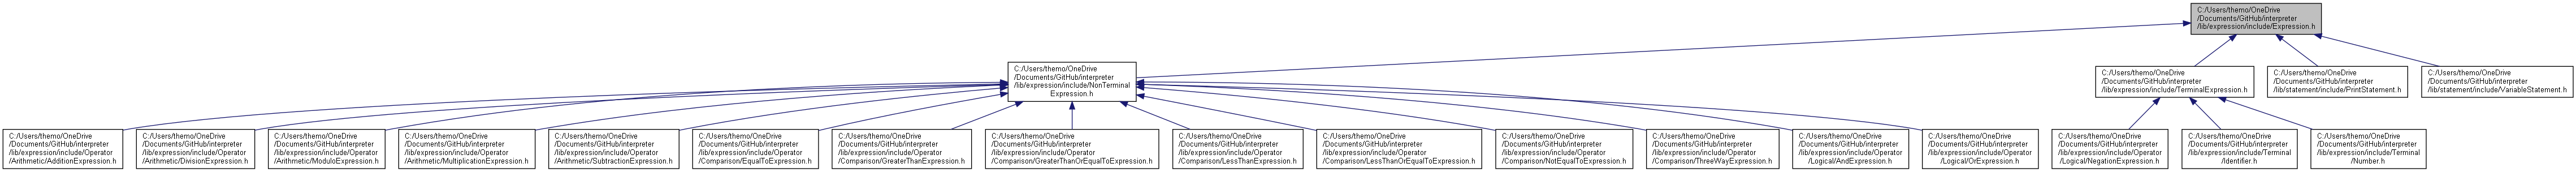 C:/Users/themo/OneDrive
/Documents/GitHub/interpreter
/lib/expression/include/Expression.h
C:/Users/themo/OneDrive
/Documents/GitHub/interpreter
/lib/expression/include/NonTerminal
Expression.h
C:/Users/themo/OneDrive
/Documents/GitHub/interpreter
/lib/expression/include/TerminalExpression.h
C:/Users/themo/OneDrive
/Documents/GitHub/interpreter
/lib/statement/include/PrintStatement.h
C:/Users/themo/OneDrive
/Documents/GitHub/interpreter
/lib/statement/include/VariableStatement.h
C:/Users/themo/OneDrive
/Documents/GitHub/interpreter
/lib/expression/include/Operator
/Arithmetic/AdditionExpression.h
C:/Users/themo/OneDrive
/Documents/GitHub/interpreter
/lib/expression/include/Operator
/Arithmetic/DivisionExpression.h
C:/Users/themo/OneDrive
/Documents/GitHub/interpreter
/lib/expression/include/Operator
/Arithmetic/ModuloExpression.h
C:/Users/themo/OneDrive
/Documents/GitHub/interpreter
/lib/expression/include/Operator
/Arithmetic/MultiplicationExpression.h
C:/Users/themo/OneDrive
/Documents/GitHub/interpreter
/lib/expression/include/Operator
/Arithmetic/SubtractionExpression.h
C:/Users/themo/OneDrive
/Documents/GitHub/interpreter
/lib/expression/include/Operator
/Comparison/EqualToExpression.h
C:/Users/themo/OneDrive
/Documents/GitHub/interpreter
/lib/expression/include/Operator
/Comparison/GreaterThanExpression.h
C:/Users/themo/OneDrive
/Documents/GitHub/interpreter
/lib/expression/include/Operator
/Comparison/GreaterThanOrEqualToExpression.h
C:/Users/themo/OneDrive
/Documents/GitHub/interpreter
/lib/expression/include/Operator
/Comparison/LessThanExpression.h
C:/Users/themo/OneDrive
/Documents/GitHub/interpreter
/lib/expression/include/Operator
/Comparison/LessThanOrEqualToExpression.h
C:/Users/themo/OneDrive
/Documents/GitHub/interpreter
/lib/expression/include/Operator
/Comparison/NotEqualToExpression.h
C:/Users/themo/OneDrive
/Documents/GitHub/interpreter
/lib/expression/include/Operator
/Comparison/ThreeWayExpression.h
C:/Users/themo/OneDrive
/Documents/GitHub/interpreter
/lib/expression/include/Operator
/Logical/AndExpression.h
C:/Users/themo/OneDrive
/Documents/GitHub/interpreter
/lib/expression/include/Operator
/Logical/OrExpression.h
C:/Users/themo/OneDrive
/Documents/GitHub/interpreter
/lib/expression/include/Operator
/Logical/NegationExpression.h
C:/Users/themo/OneDrive
/Documents/GitHub/interpreter
/lib/expression/include/Terminal
/Identifier.h
C:/Users/themo/OneDrive
/Documents/GitHub/interpreter
/lib/expression/include/Terminal
/Number.h